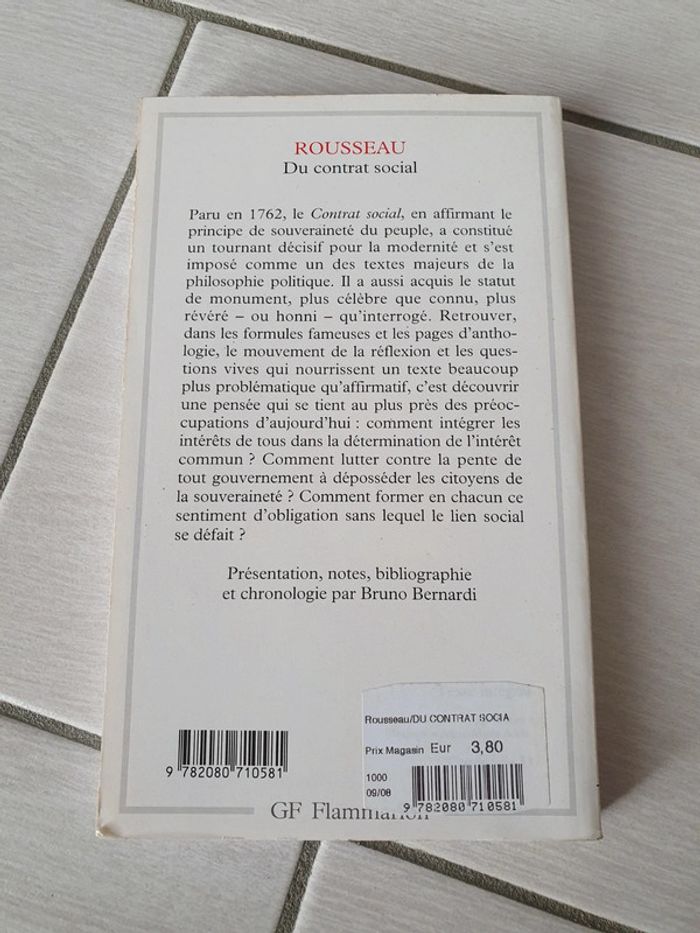 ROUSSEAU
Du contrat social
Paru en 1762, le Contrat social, en affirmant le
principe de souveraineté du peuple, a constitué
un tournant décisif pour la modernité et s'est
imposé comme un des textes majeurs de la
philosophie politique. Il a aussi acquis le statut
de monument, plus célèbre que connu, plus
révéré – ou honni – qu'interrogé. Retrouver,
dans les formules fameuses et les pages d'antho-
logie, le mouvement de la réflexion et les ques-
tions vives qui nourrissent un texte beaucoup
plus problématique qu'affirmatif, c'est découvrir
une pensée qui se tient au plus près des préoc-
cupations d'aujourd'hui : comment intégrer les
intérêts de tous dans la détermination de l'intérêt
commun ? Comment lutter contre la pente de
tout gouvernement à déposséder les citoyens de
la souveraineté ? Comment former en chacun ce
sentiment d'obligation sans lequel le lien social
se défait ?
Présentation, notes, bibliographie
et chronologie par Bruno Bernardi
9 782080 710581
Rousseau/DU CONTRAT SOCIA
Prix Magasin Eur 3,80
1000
09/08
9 782080 710581
GF Flammarion